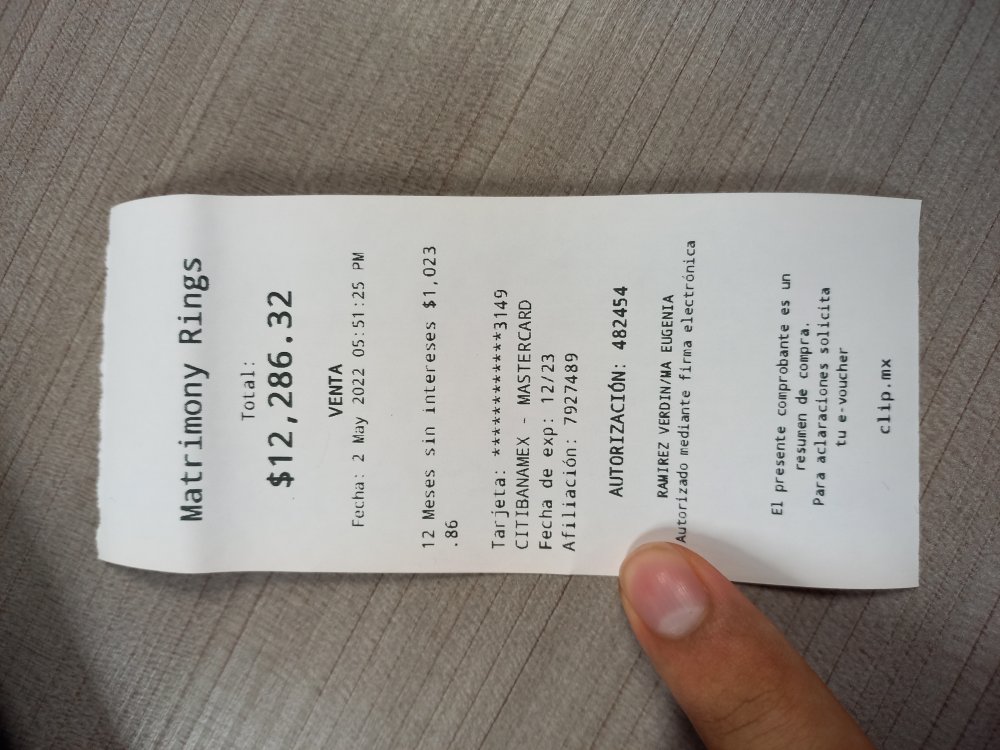 Matrimony Rings
Total:
$12,286.32
VENTA
Fecha: 2 May 2022 05:51:25 PM
12 Meses sin intereses $1,023
.86
Tarjeta: ************3149
CITIBANAMEX - MASTERCARD
Fecha de exp: 12/23
Afiliación: 7927489
AUTORIZACIÓN: 482454
RAMIREZ VERDIN/MA EUGENIA
Autorizado mediante firma electrónica
El presente comprobante es un
resumen de compra.
Para aclaraciones solicita
tu e-voucher
clip.mx